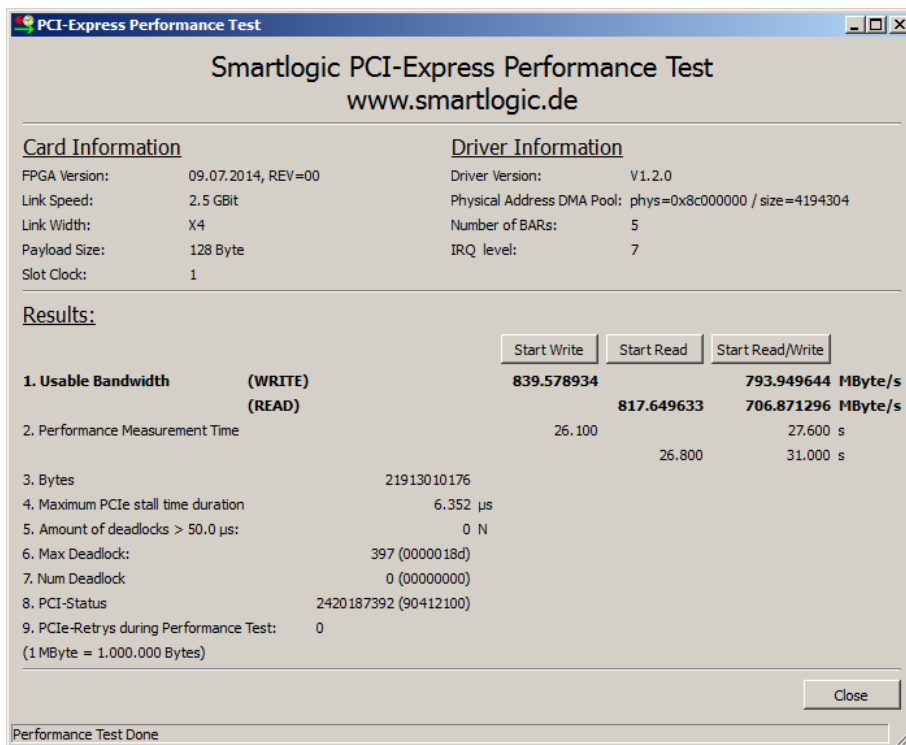 PCI-Express Performance Test
Smartlogic PCI-Express Performance Test
www.smartlogic.de
Card Information
FPGA Version: 09.07.2014, REV=00
Link Speed: 2.5 GBit
Link Width: X4
Payload Size: 128 Byte
Slot Clock: 1
Driver Information
Driver Version: V1.2.0
Physical Address DMA Pool: phys=0x8c000000 / size=4194304
Number of BARs: 5
IRQ level: 7
Results:
Start Write Start Read Start Read/Write
1. Usable Bandwidth (WRITE) 839.578934 793.949644 MByte/s
(READ) 817.649633 706.871296 MByte/s
2. Performance Measurement Time 26.100 27.600 s
26.800 31.000 s
3. Bytes 21913010176
4. Maximum PCIe stall time duration 6.352 µs
5. Amount of deadlocks > 50.0 µs: 0 N
6. Max Deadlock: 397 (0000018d)
7. Num Deadlock 0 (00000000)
8. PCI-Status 2420187392 (90412100)
9. PCIe-Retrys during Performance Test: 0
(1 MByte = 1.000.000 Bytes)
Close
Performance Test Done